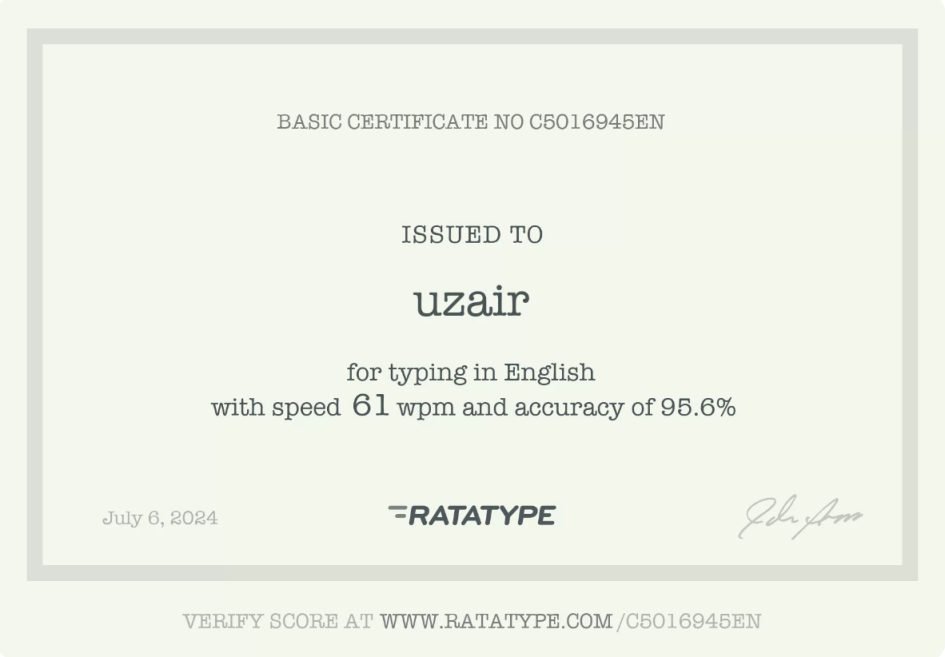 BASIC CERTIFICATE NO C5016945EN
ISSUED TO
uzair
for typing in English
with speed 61 wpm and accuracy of 95.6%
July 6, 2024
RATATYPE
VERIFY SCORE AT WWW.RATATYPE.COM/C5016945EN